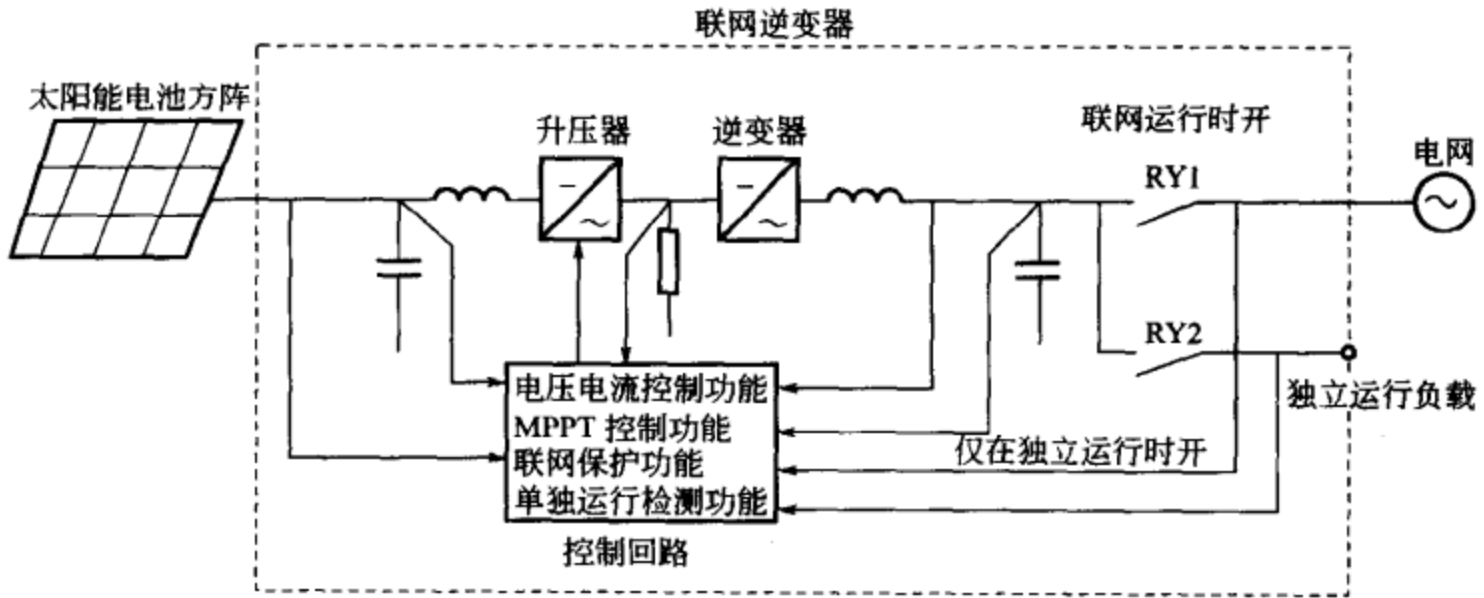 联网逆变器
太阳能电池方阵
升压器
逆变器
联网运行时开
电网
RY1
RY2
独立运行负载
电压电流控制功能
MPPT 控制功能
联网保护功能
单独运行检测功能
仅在独立运行时开
控制回路